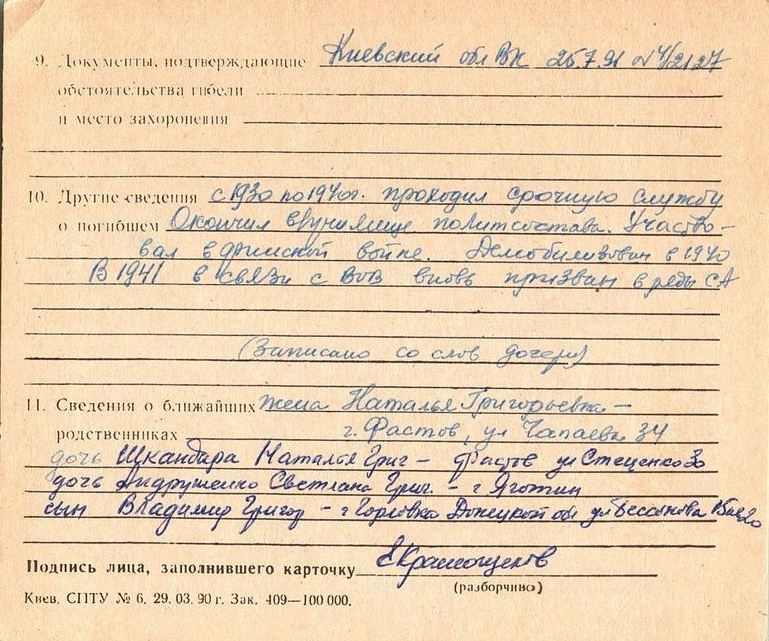 9. Документы, подтверждающие Киевский обл ВК 25.7.91 N 4/2127
обстоятельства гибели
и место захоронения
10. Другие сведения с 1930 по 1940г. проходил срочную службу
о погибшем Окончил училище политсостава. Участво-
вал в финской войне. Демобилизован в 1940
В 1941 в связи с ВОВ вновь призван в ряды СА
(Записано со слов дочери)
11. Сведения о ближайших жена Наталья Григорьевна –
родственниках г. Фастов, ул Чапаева 34
дочь Шкандара Наталья Григ – Фастов ул Стеценко 30
дочь Андрущенко Светлана Григ. – г Яготин
сын Владимир Григор – г Горловка Донецкой обл ул Бессонова
Подпись лица, заполнившего карточку
(разборчиво)
Киев. СПТУ № 6. 29.03.90 г. Зак. 409—100 000.